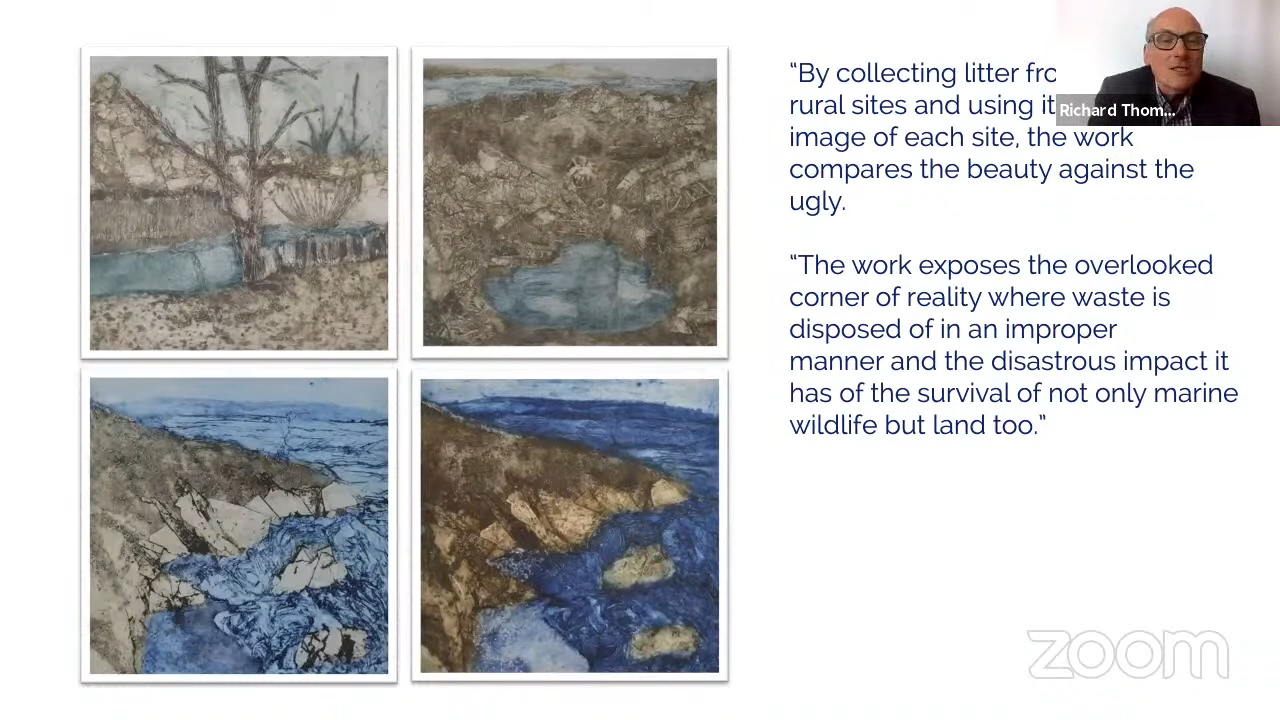 “By collecting litter fro
rural sites and using it
image of each site, the work
compares the beauty against the
ugly.
“The work exposes the overlooked
corner of reality where waste is
disposed of in an improper
manner and the disastrous impact it
has of the survival of not only marine
wildlife but land too.”
Richard Thom...
zoom